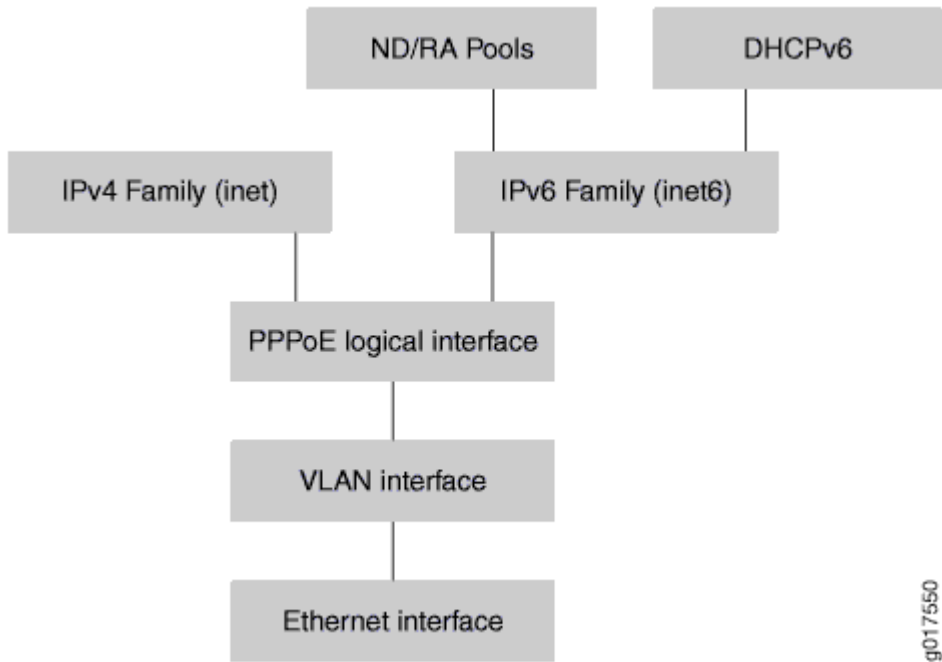 ND/RA Pools
DHCPv6
IPv4 Family (inet)
IPv6 Family (inet6)
PPPoE logical interface
VLAN interface
Ethernet interface
g017550